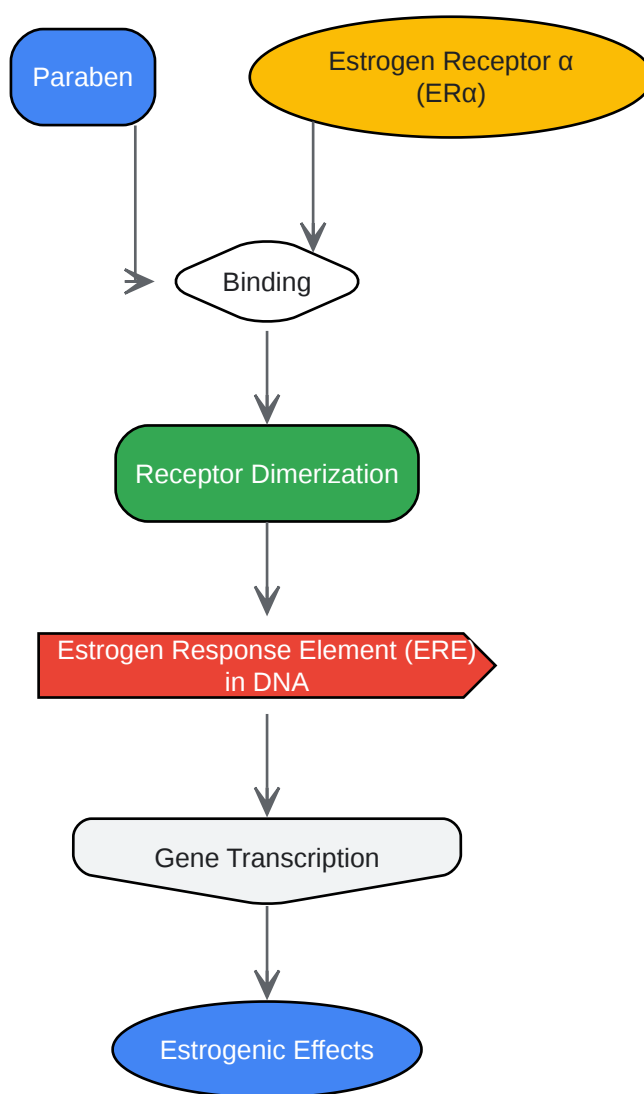 Paraben
Estrogen Receptor α
(ERα)
Binding
Receptor Dimerization
Estrogen Response Element (ERE)
in DNA
Gene Transcription
Estrogenic Effects